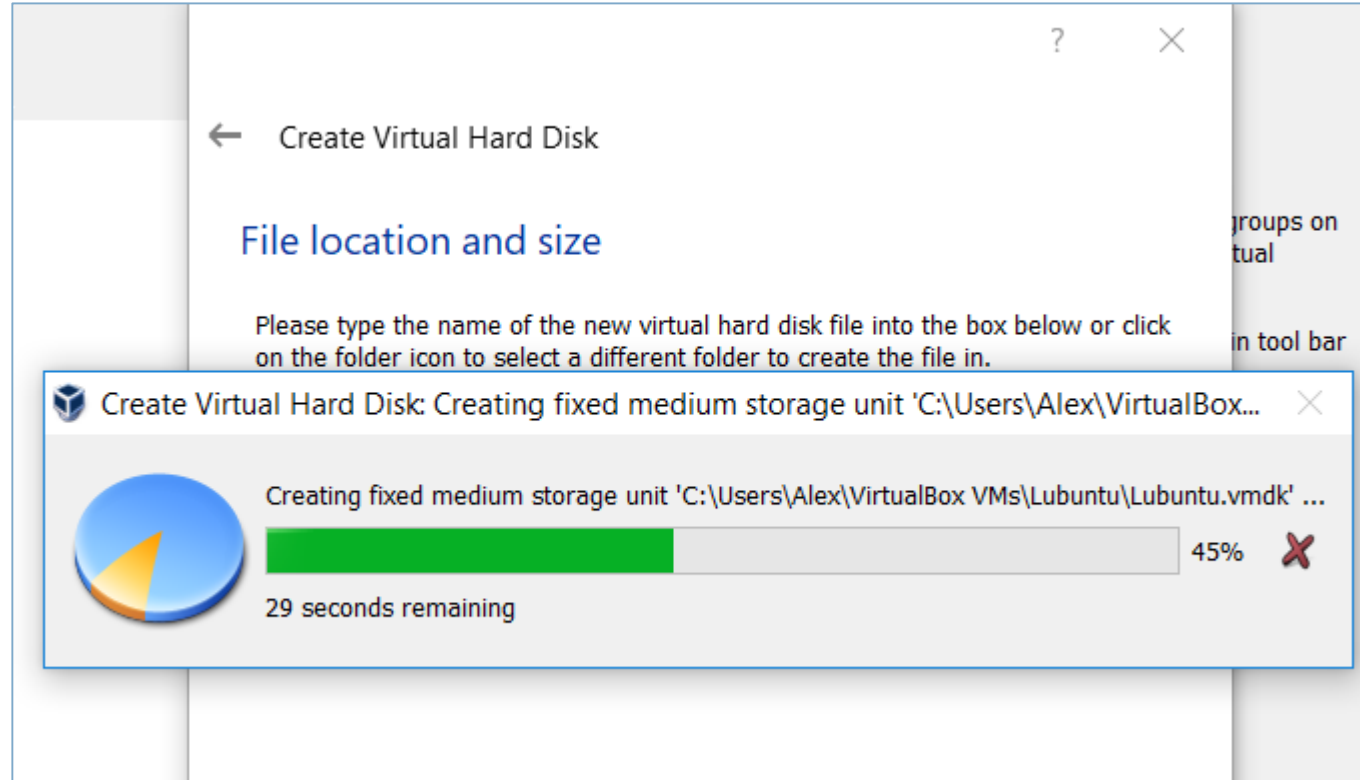 ?
Create Virtual Hard Disk
File location and size
Please type the name of the new virtual hard disk file into the box below or click
on the folder icon to select a different folder to create the file in.
groups on
tual
in tool bar
Create Virtual Hard Disk: Creating fixed medium storage unit 'C:\Users\Alex\VirtualBox...
Creating fixed medium storage unit 'C:\Users\Alex\VirtualBox VMs\Lubuntu\Lubuntu.vmdk' ...
45%
29 seconds remaining